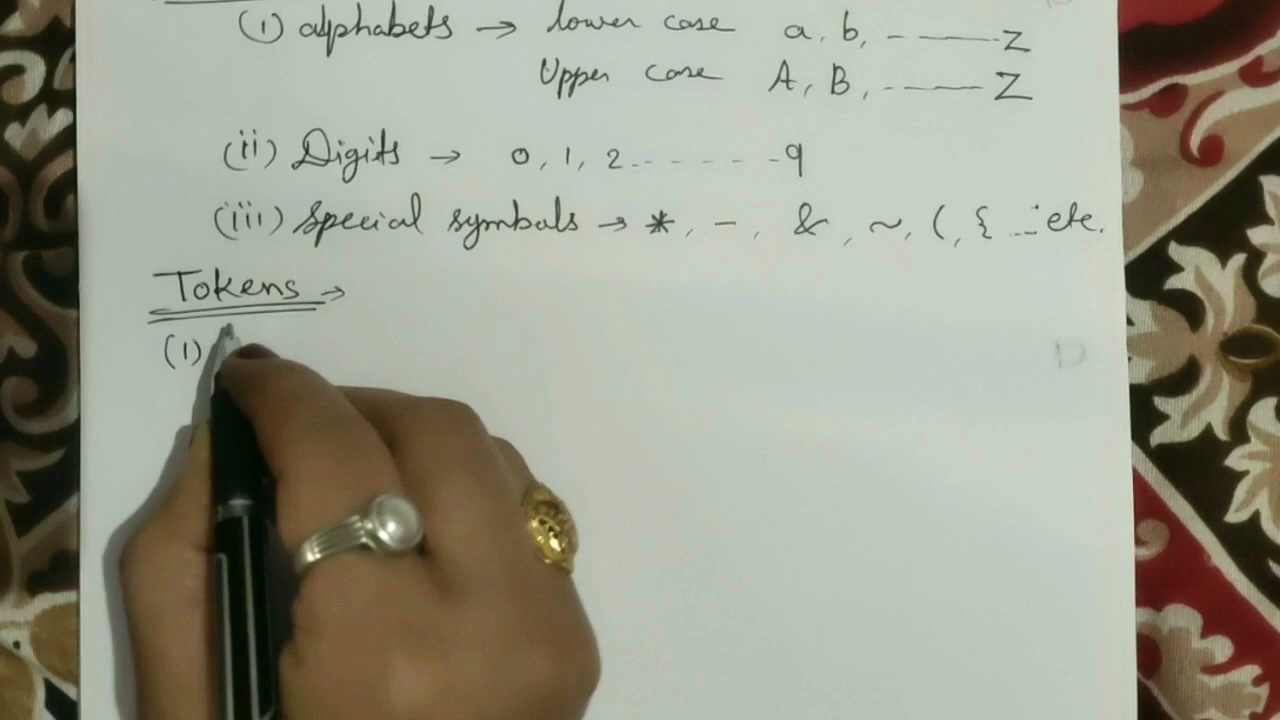 (i) alphabets → lower case a, b, - ——— z
Upper case A, B, - ——— Z
(ii) Digits → 0, 1, 2 - - - - - - 9
(iii) Special symbols → *, -, &, ~, (, { ... etc.
Tokens →
(1)